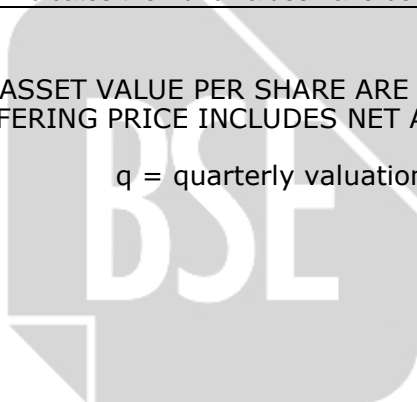 ASSET VALUE PER SHARE ARE
FERING PRICE INCLUDES NET A
q = quarterly valuation
BSE